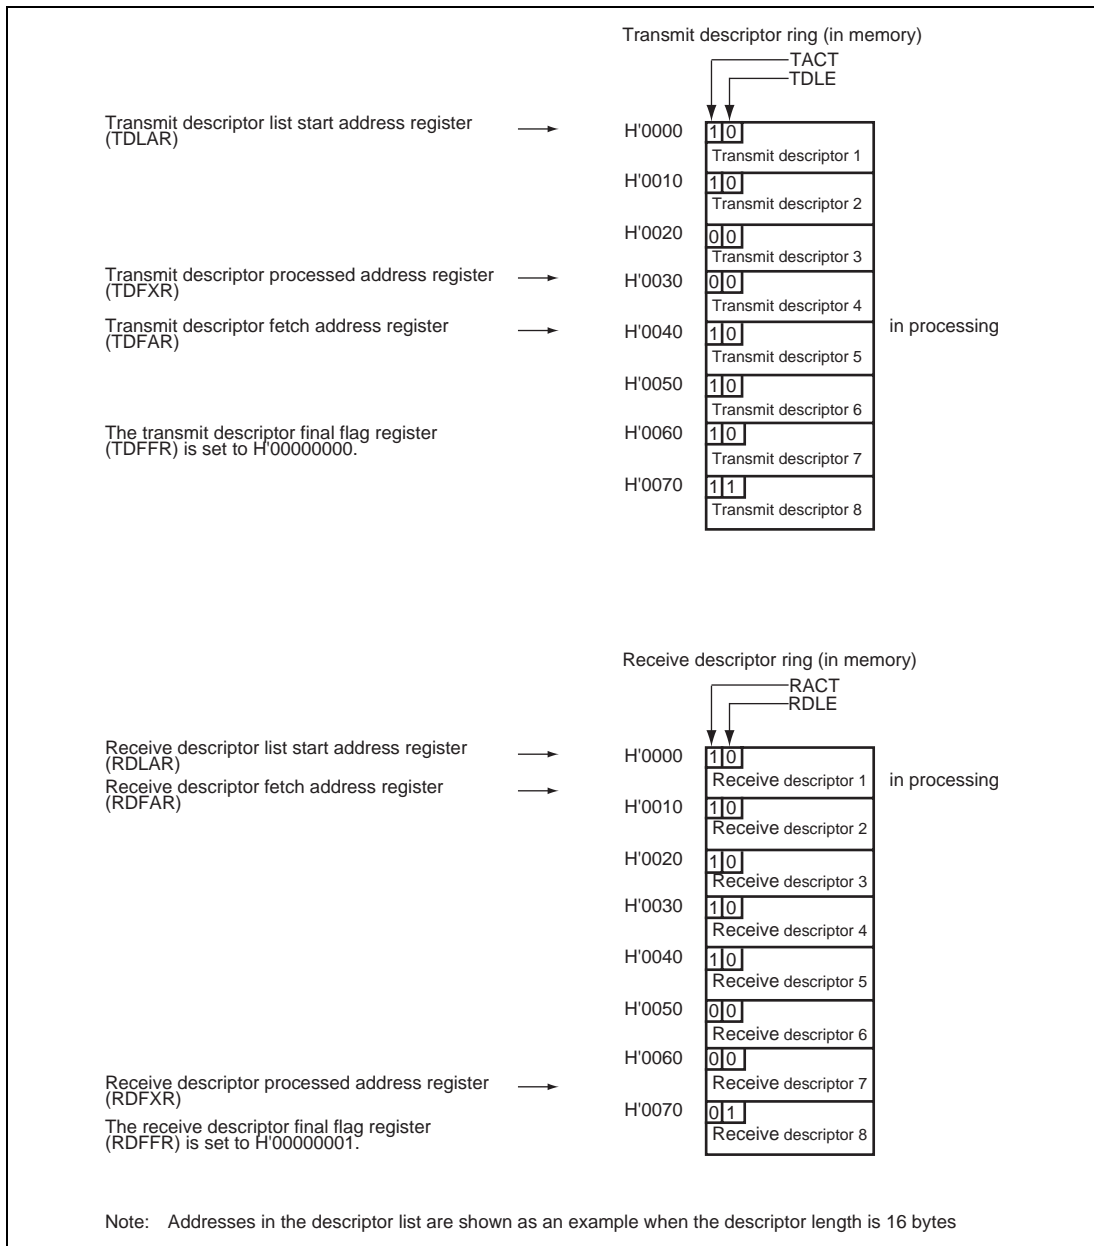 Transmit descriptor ring (in memory)
TACT
TDLE
Transmit descriptor list start address register
(TDLAR)
H'0000
1 0
Transmit descriptor 1
H'0010
1 0
Transmit descriptor 2
H'0020
0 0
Transmit descriptor 3
Transmit descriptor processed address register
(TDFXR)
H'0030
0 0
Transmit descriptor 4
Transmit descriptor fetch address register
(TDFAR)
H'0040
1 0
Transmit descriptor 5
in processing
H'0050
1 0
Transmit descriptor 6
The transmit descriptor final flag register
(TDFFR) is set to H'00000000.
H'0060
1 0
Transmit descriptor 7
H'0070
1 1
Transmit descriptor 8
Receive descriptor ring (in memory)
RACT
RDLE
Receive descriptor list start address register
(RDLAR)
H'0000
1 0
Receive descriptor 1
in processing
Receive descriptor fetch address register
(RDFAR)
H'0010
1 0
Receive descriptor 2
H'0020
1 0
Receive descriptor 3
H'0030
1 0
Receive descriptor 4
H'0040
1 0
Receive descriptor 5
H'0050
0 0
Receive descriptor 6
H'0060
0 0
Receive descriptor 7
Receive descriptor processed address register
(RDFXR)
H'0070
0 1
Receive descriptor 8
The receive descriptor final flag register
(RDFFR) is set to H'00000001.
Note: Addresses in the descriptor list are shown as an example when the descriptor length is 16 bytes